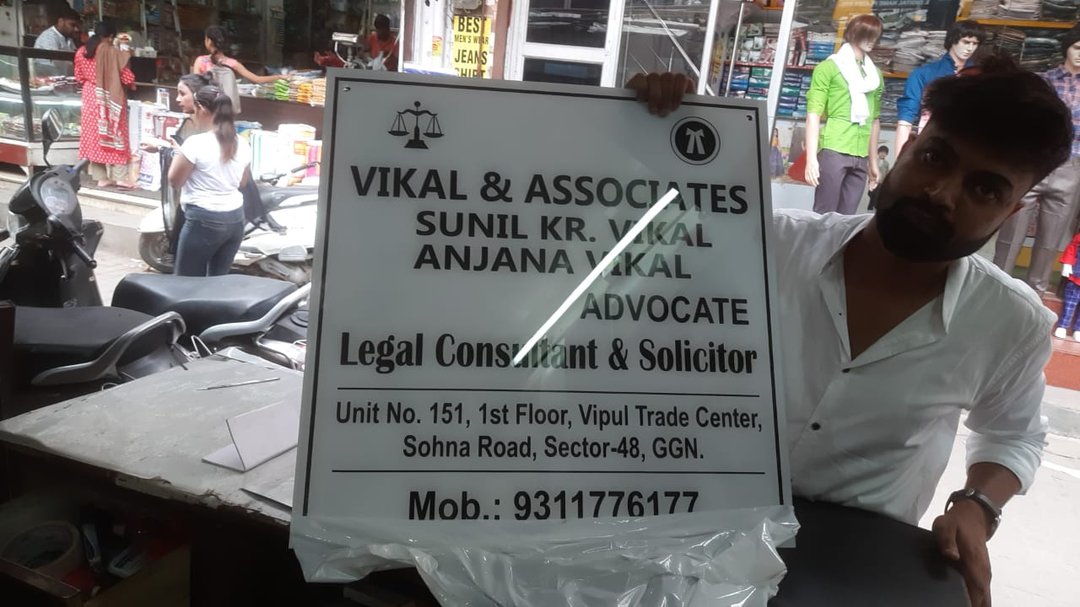 BEST
MEN'S WEAR
JEANS
SHIRT
VIKAL & ASSOCIATES
SUNIL KR. VIKAL
ANJANA VIKAL
ADVOCATE
Legal Consultant & Solicitor
Unit No. 151, 1st Floor, Vipul Trade Center,
Sohna Road, Sector-48, GGN.
Mob.: 9311776177